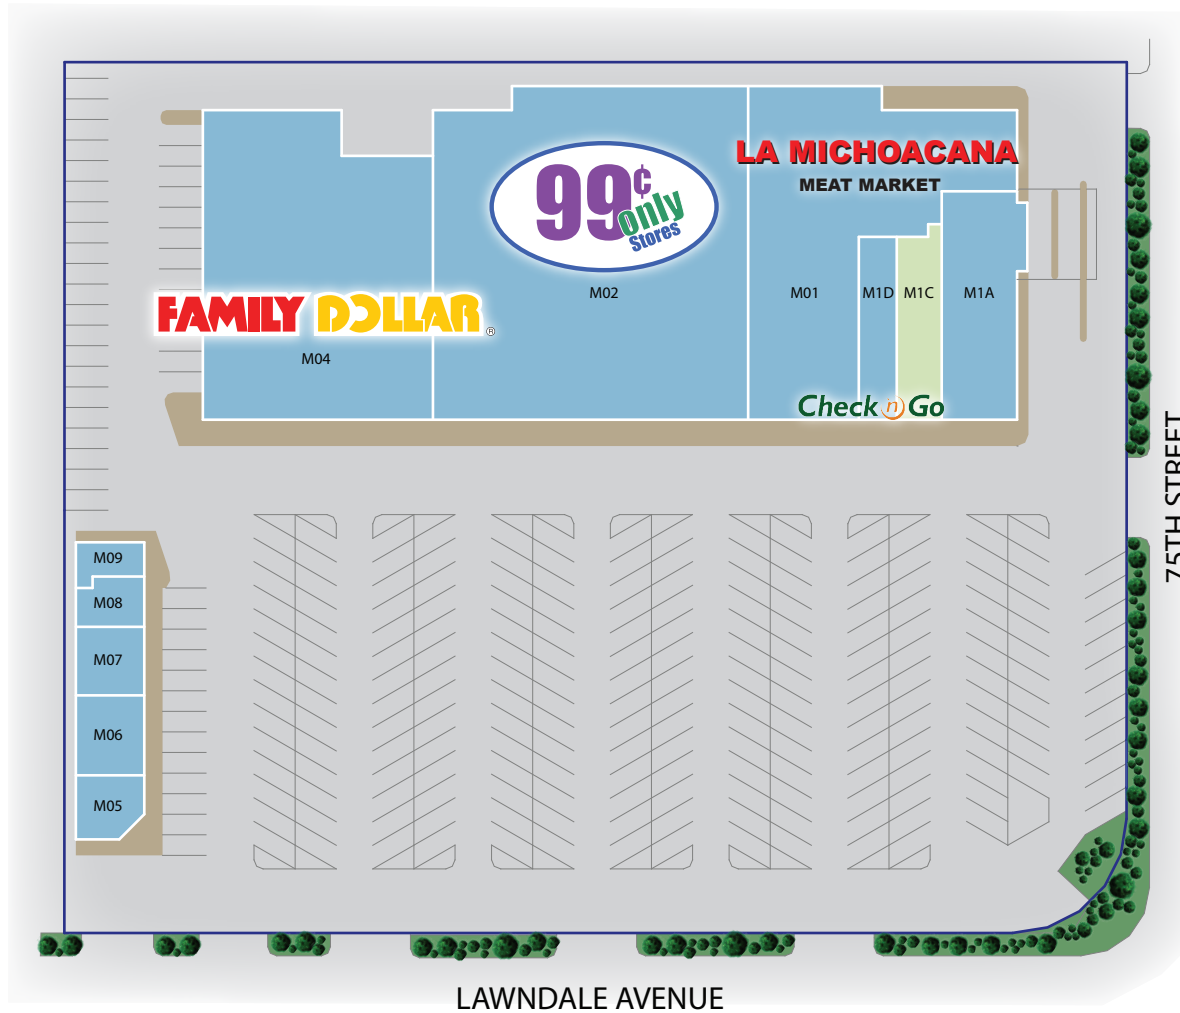 LA MICHOACANA
MEAT MARKET
99¢
only
Stores
M02
M01
M1D
M1C
M1A
FAMILY DOLLAR®
M04
Check n Go
75TH STREET
M09
M08
M07
M06
M05
LAWNDALE AVENUE